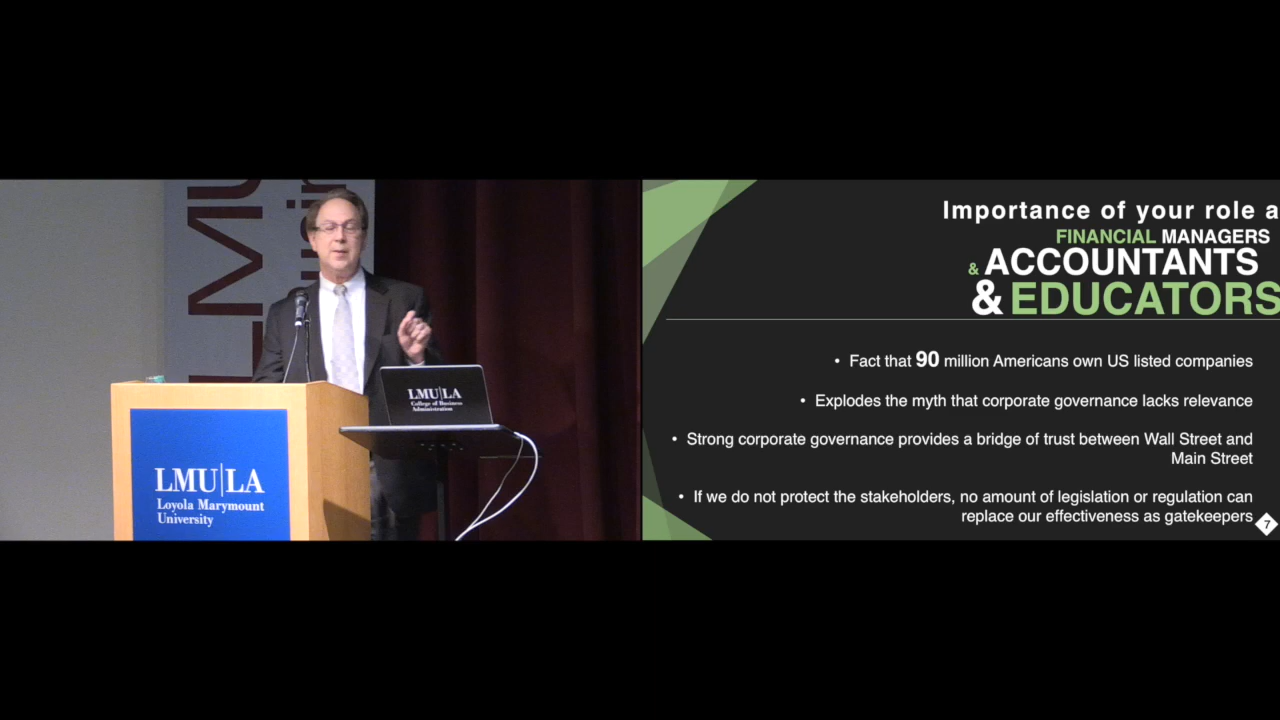 LMU
LMU|LA
College of Business
Administration
LMU|LA
Loyola Marymount
University
Importance of your role a
FINANCIAL MANAGERS
& ACCOUNTANTS
& EDUCATORS
• Fact that 90 million Americans own US listed companies
• Explodes the myth that corporate governance lacks relevance
• Strong corporate governance provides a bridge of trust between Wall Street and
Main Street
• If we do not protect the stakeholders, no amount of legislation or regulation can
replace our effectiveness as gatekeepers
7